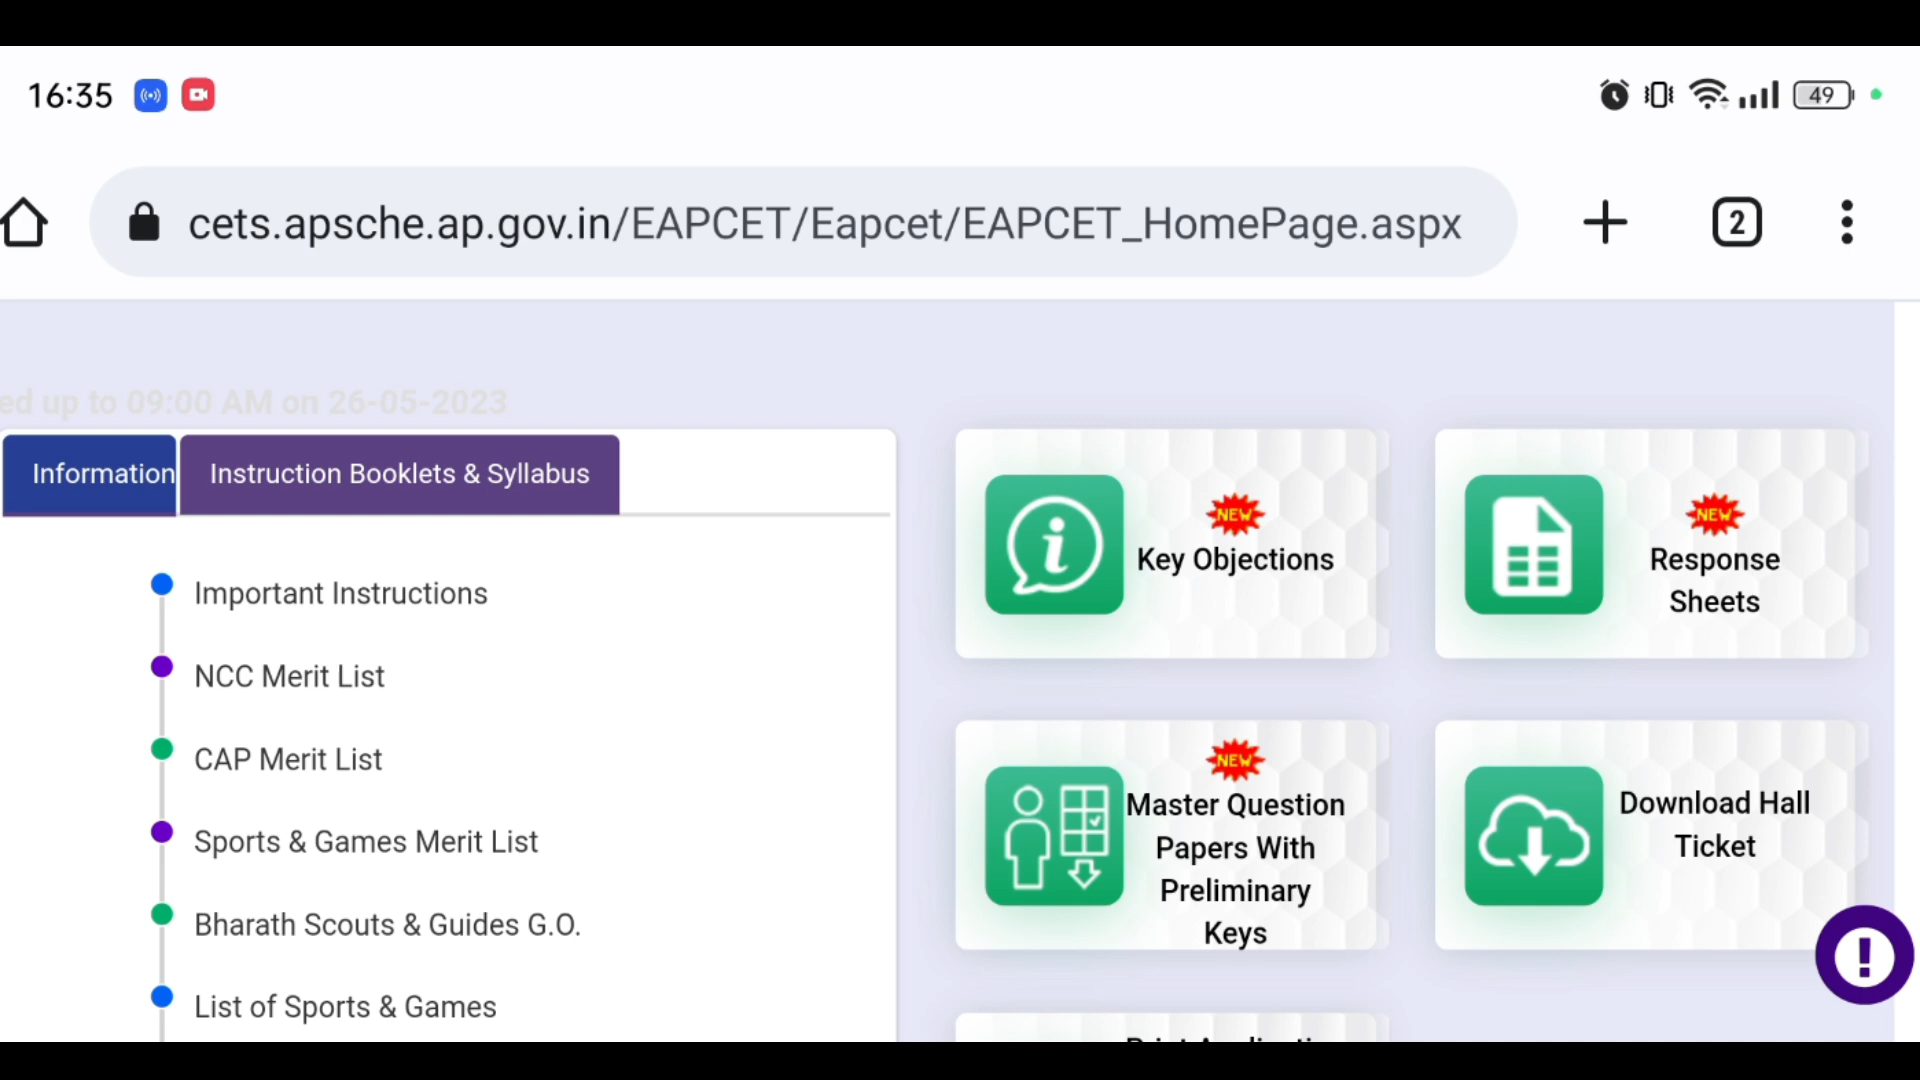 16:35
49
cets.apsche.ap.gov.in/EAPCET/Eapcet/EAPCET_HomePage.aspx
2
ed up to 09:00 AM on 26-05-2023
Information
Instruction Booklets & Syllabus
Important Instructions
NCC Merit List
CAP Merit List
Sports & Games Merit List
Bharath Scouts & Guides G.O.
List of Sports & Games
NEW
Key Objections
NEW
Response
Sheets
NEW
Master Question
Papers With
Preliminary
Keys
Download Hall
Ticket